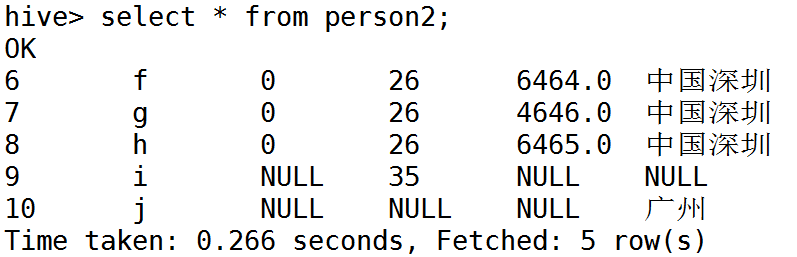 hive> select * from person2;
OK
6 f 0 26 6464.0 中国深圳
7 g 0 26 4646.0 中国深圳
8 h 0 26 6465.0 中国深圳
9 i NULL 35 NULL NULL
10 j NULL NULL NULL 广州
Time taken: 0.266 seconds, Fetched: 5 row(s)